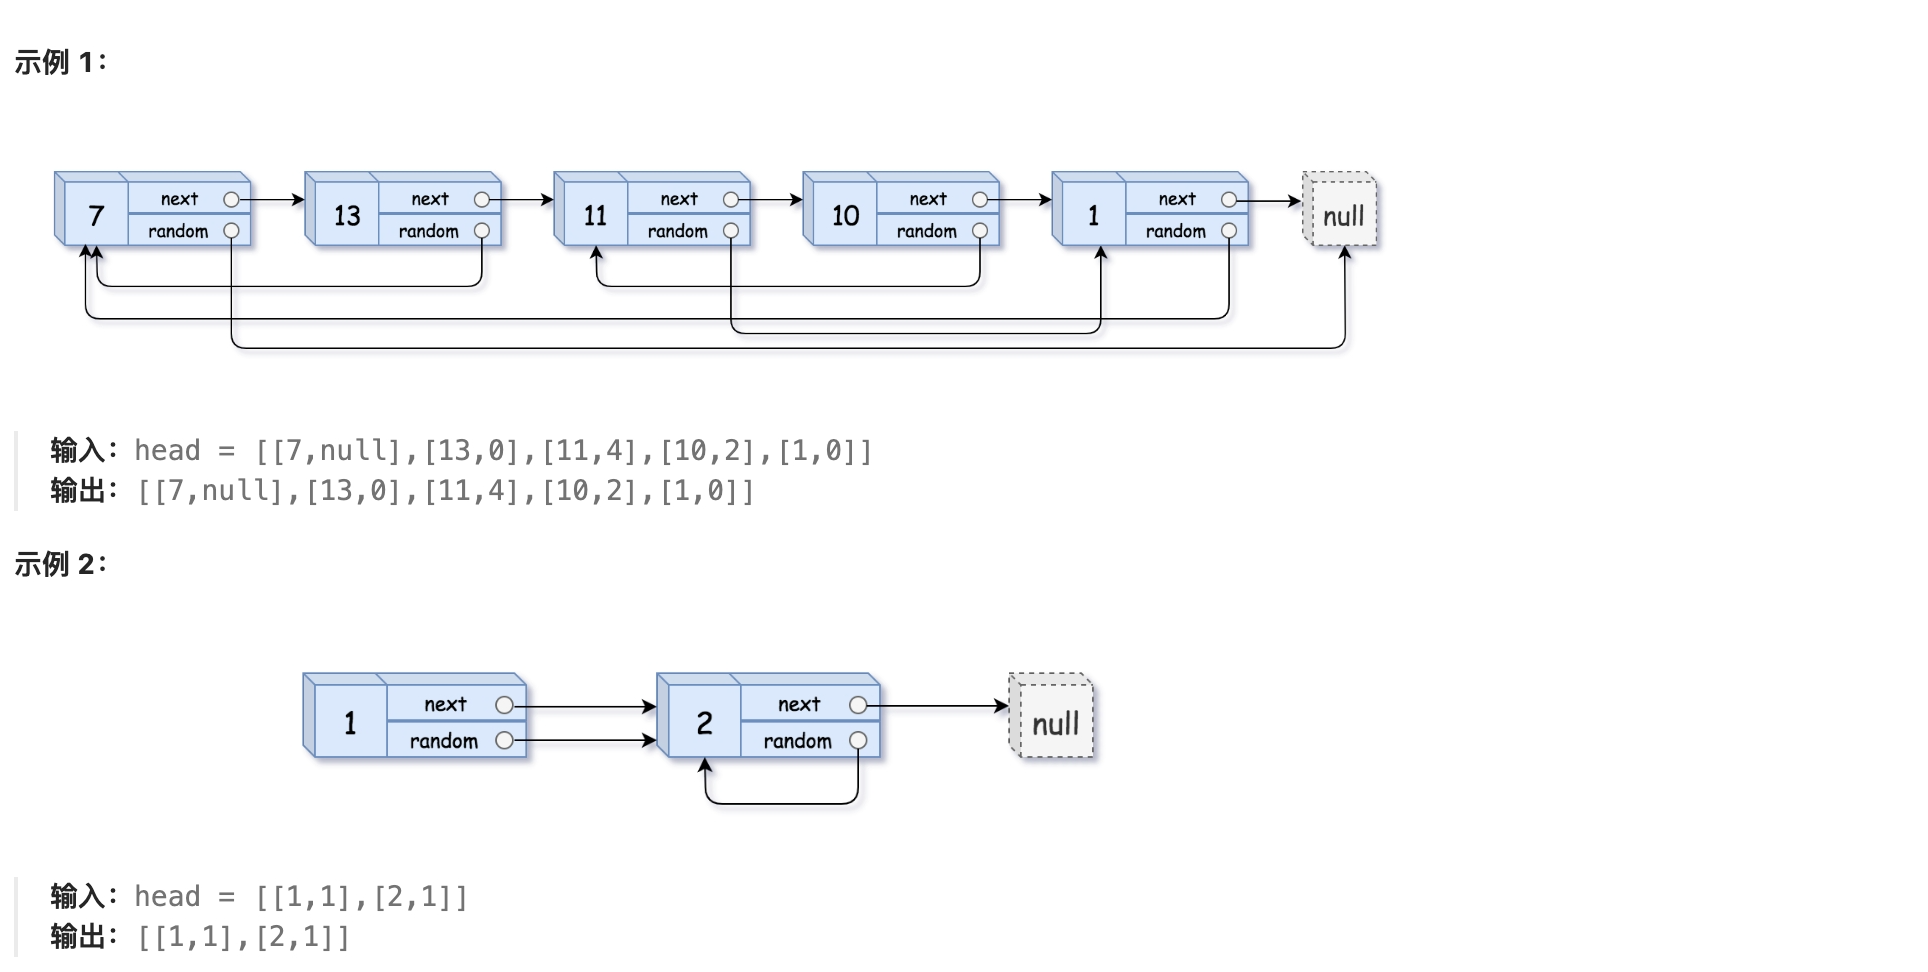 示例 1：
7 next random 13 next random 11 next random 10 next random 1 next random null
输入：head = [[7,null],[13,0],[11,4],[10,2],[1,0]]
输出：[[7,null],[13,0],[11,4],[10,2],[1,0]]
示例 2：
1 next random 2 next random null
输入：head = [[1,1],[2,1]]
输出：[[1,1],[2,1]]